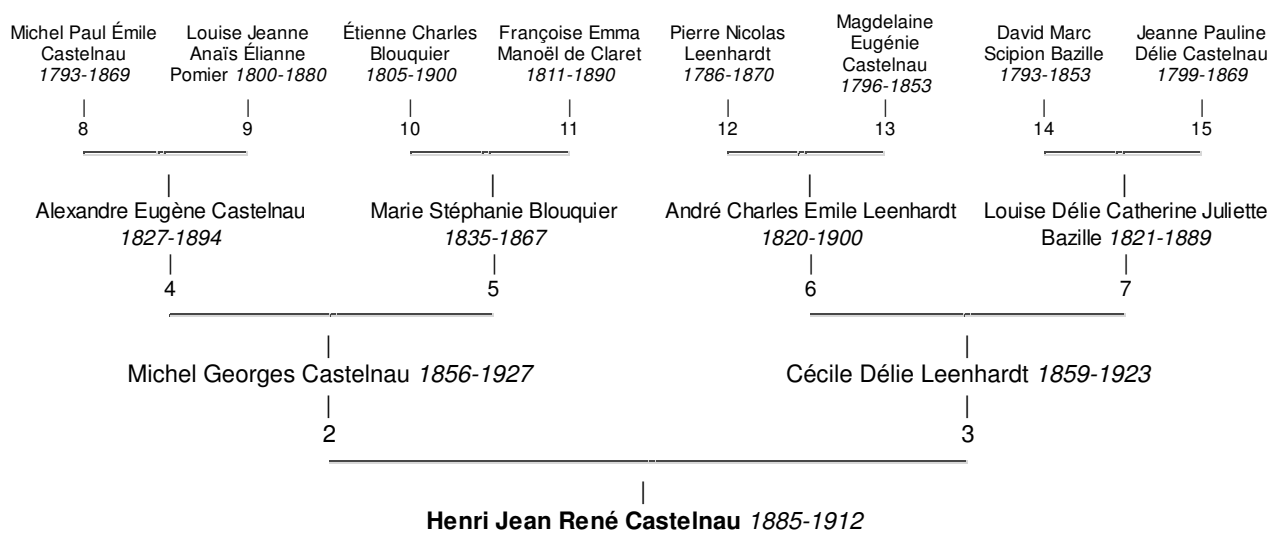 Michel Paul Émile
Castelnau
1793-1869
Louise Jeanne
Anaïs Élianne
Pomier 1800-1880
Étienne Charles
Blouquier
1805-1900
Françoise Emma
Manoël de Claret
1811-1890
Pierre Nicolas
Leenhardt
1786-1870
Magdelaine
Eugénie
Castelnau
1796-1853
David Marc
Scipion Bazille
1793-1853
Jeanne Pauline
Délie Castelnau
1799-1869
8
9
10
11
12
13
14
15
Alexandre Eugène Castelnau
1827-1894
Marie Stéphanie Blouquier
1835-1867
André Charles Emile Leenhardt
1820-1900
Louise Délie Catherine Juliette
Bazille 1821-1889
4
5
6
7
Michel Georges Castelnau 1856-1927
Cécile Délie Leenhardt 1859-1923
2
3
Henri Jean René Castelnau 1885-1912